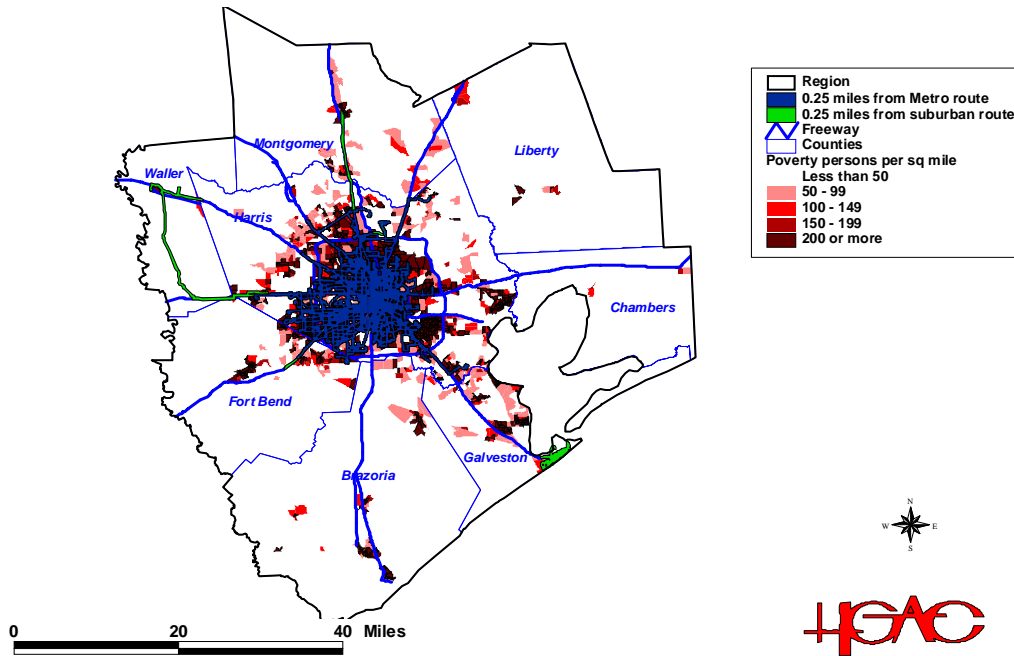 Region
0.25 miles from Metro route
0.25 miles from suburban route
Freeway
Counties
Poverty persons per sq mile
Less than 50
50 - 99
100 - 149
150 - 199
200 or more
Montgomery
Liberty
Waller
Harris
Chambers
Fort Bend
Galveston
Brazoria
N
W
E
S
0
20
40 Miles
HGAC